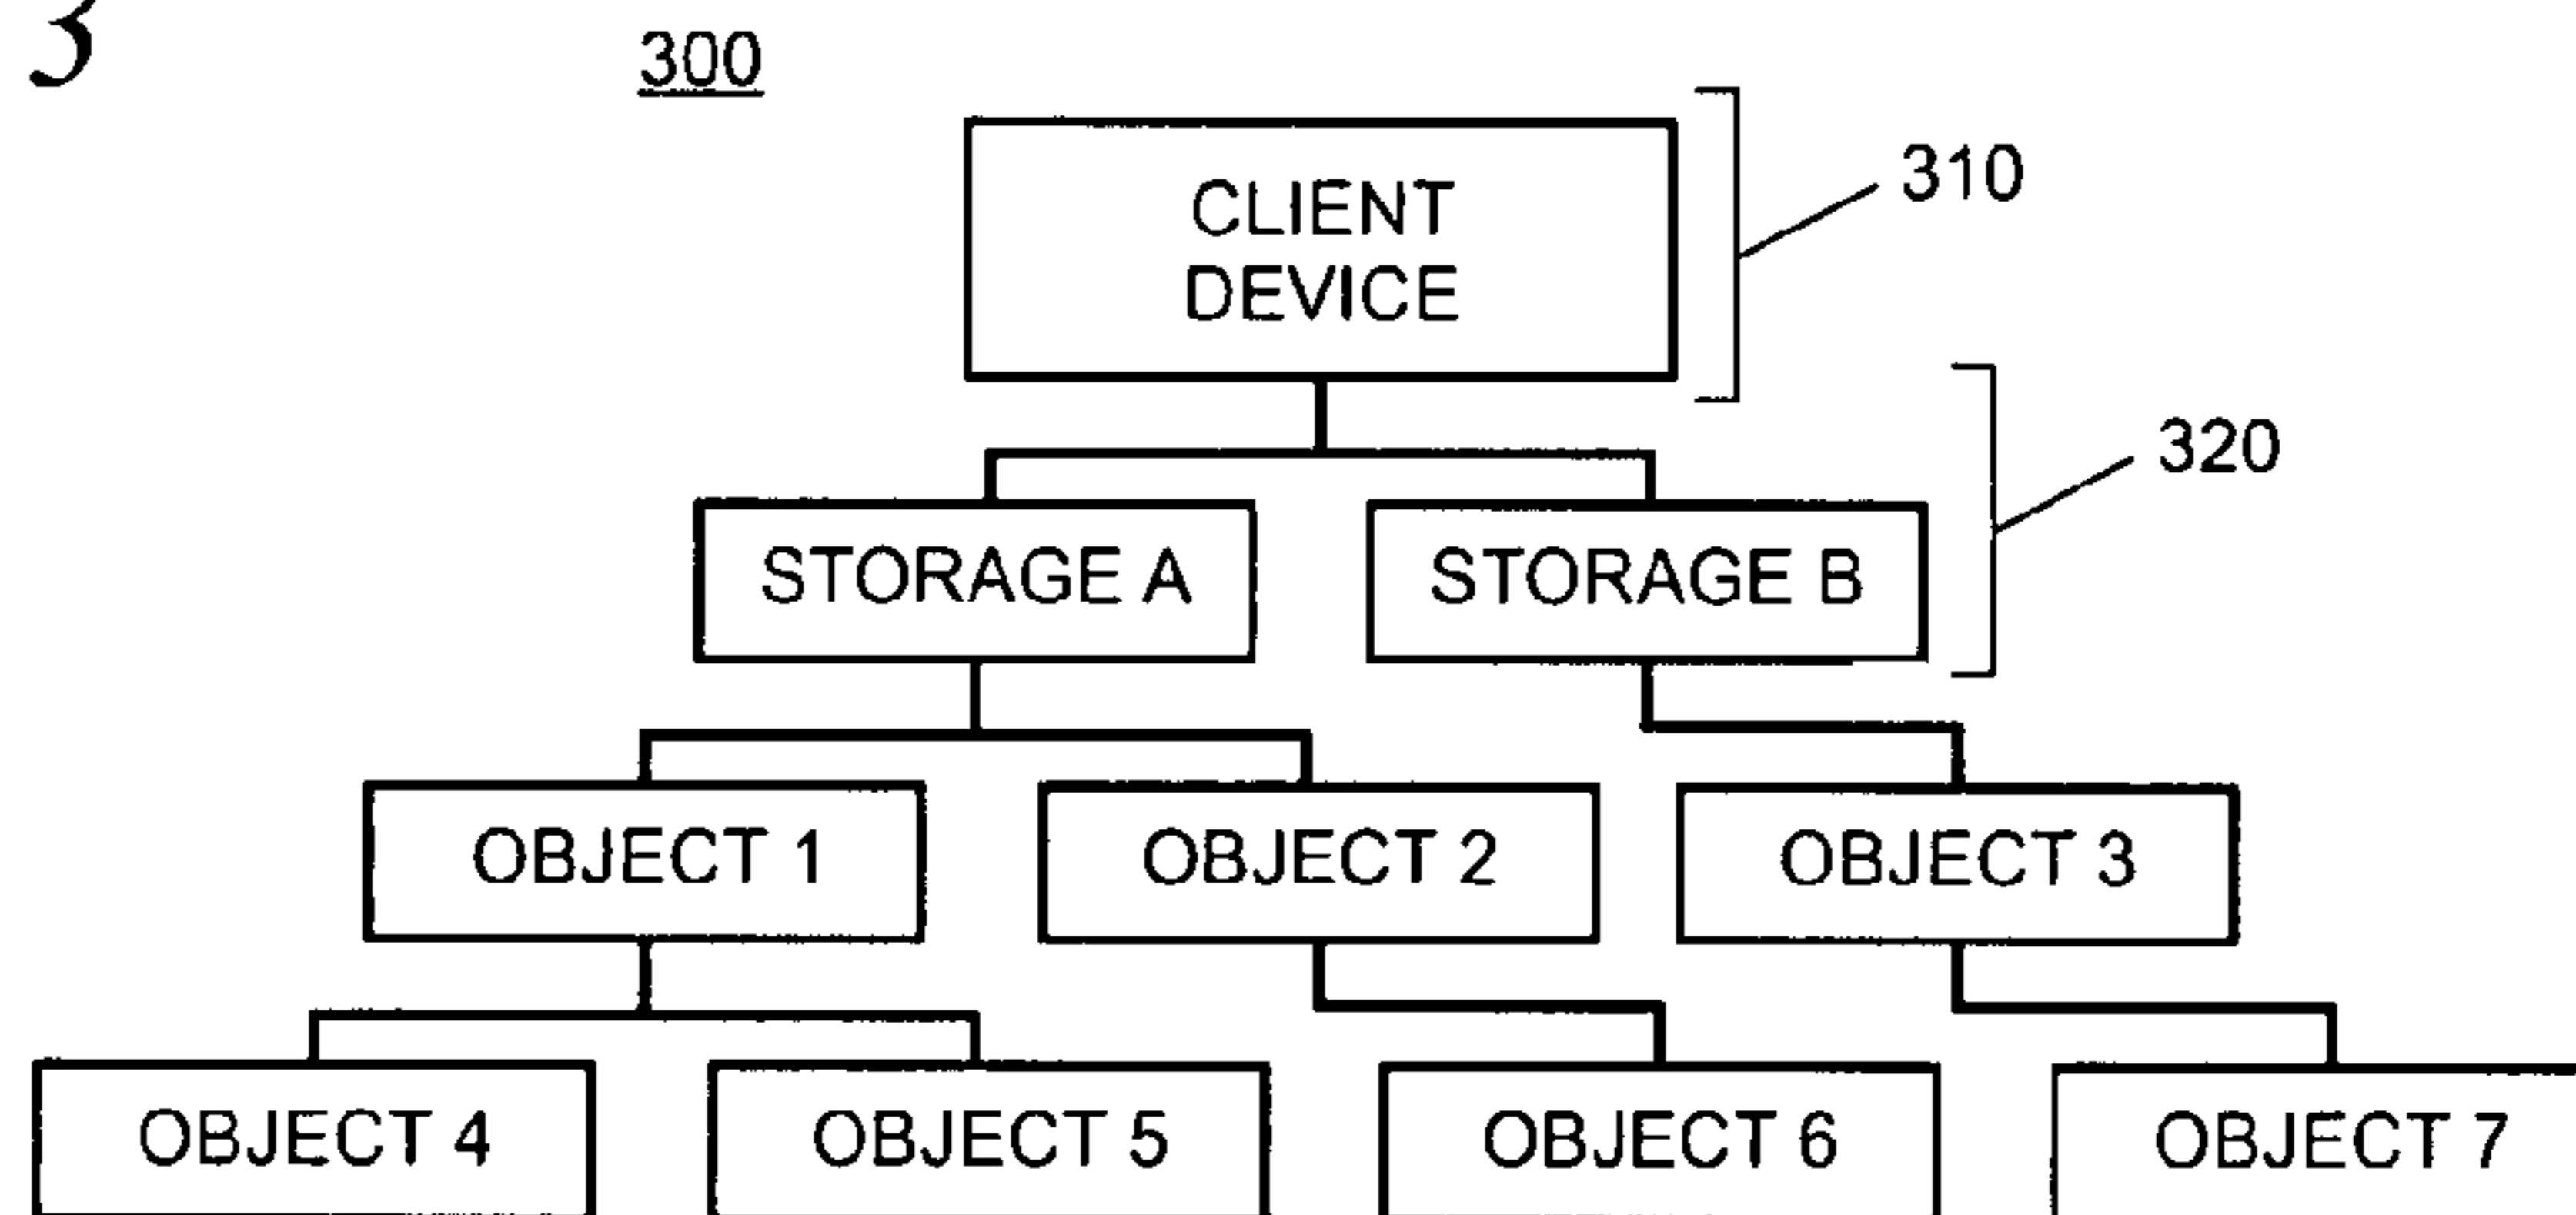 3
300
CLIENT
DEVICE
310
320
STORAGE A
STORAGE B
OBJECT 1
OBJECT 2
OBJECT 3
OBJECT 4
OBJECT 5
OBJECT 6
OBJECT 7